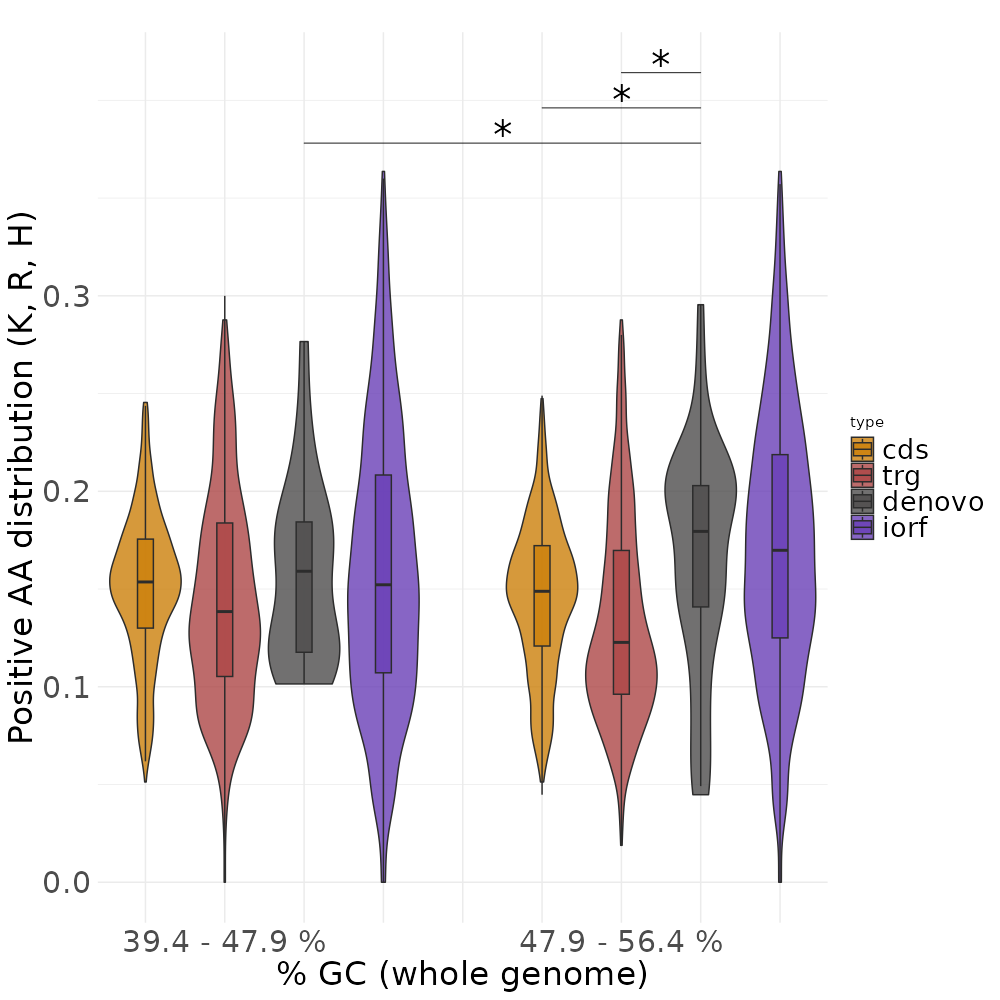 *
*
*
Positive AA distribution (K, R, H)
0.3
0.2
0.1
0.0
39.4 - 47.9 %
47.9 - 56.4 %
% GC (whole genome)
type
cds
trg
denovo
iorf